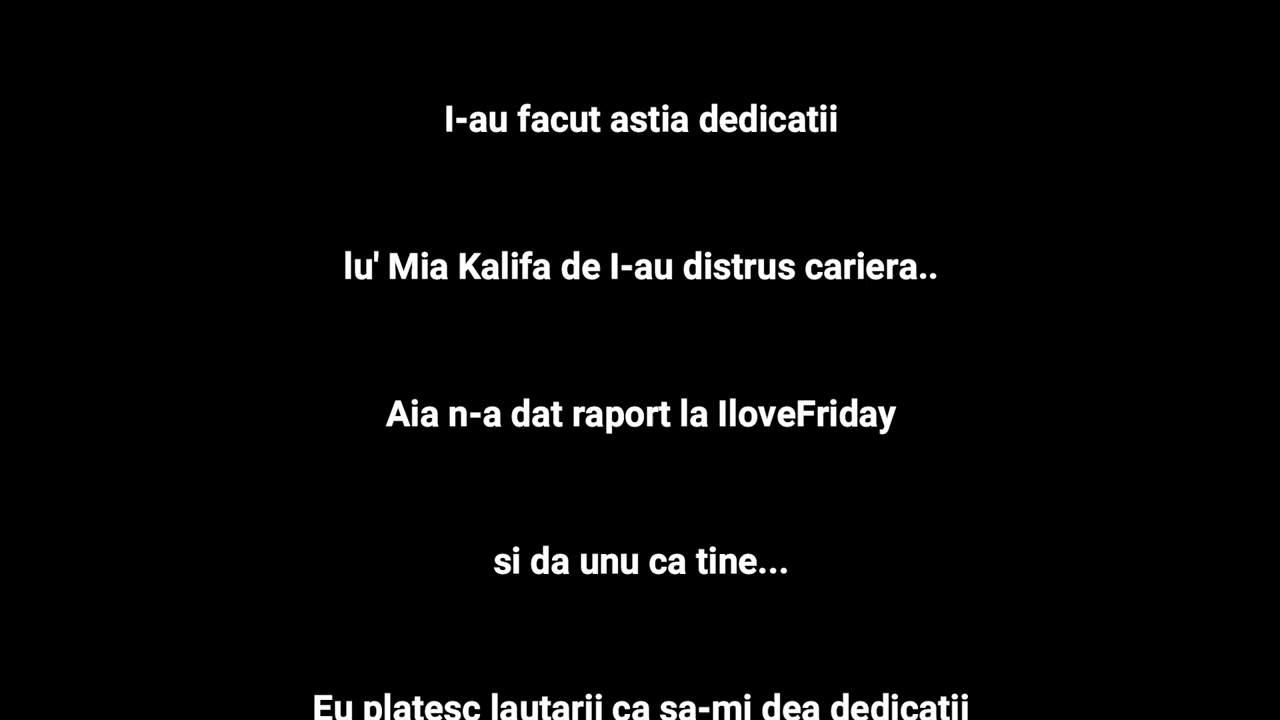 I-au facut astia dedicatii
lu' Mia Kalifa de I-au distrus cariera..
Aia n-a dat raport la IloveFriday
si da unu ca tine...
Eu platesc lautarii ca sa-mi dea dedicatii